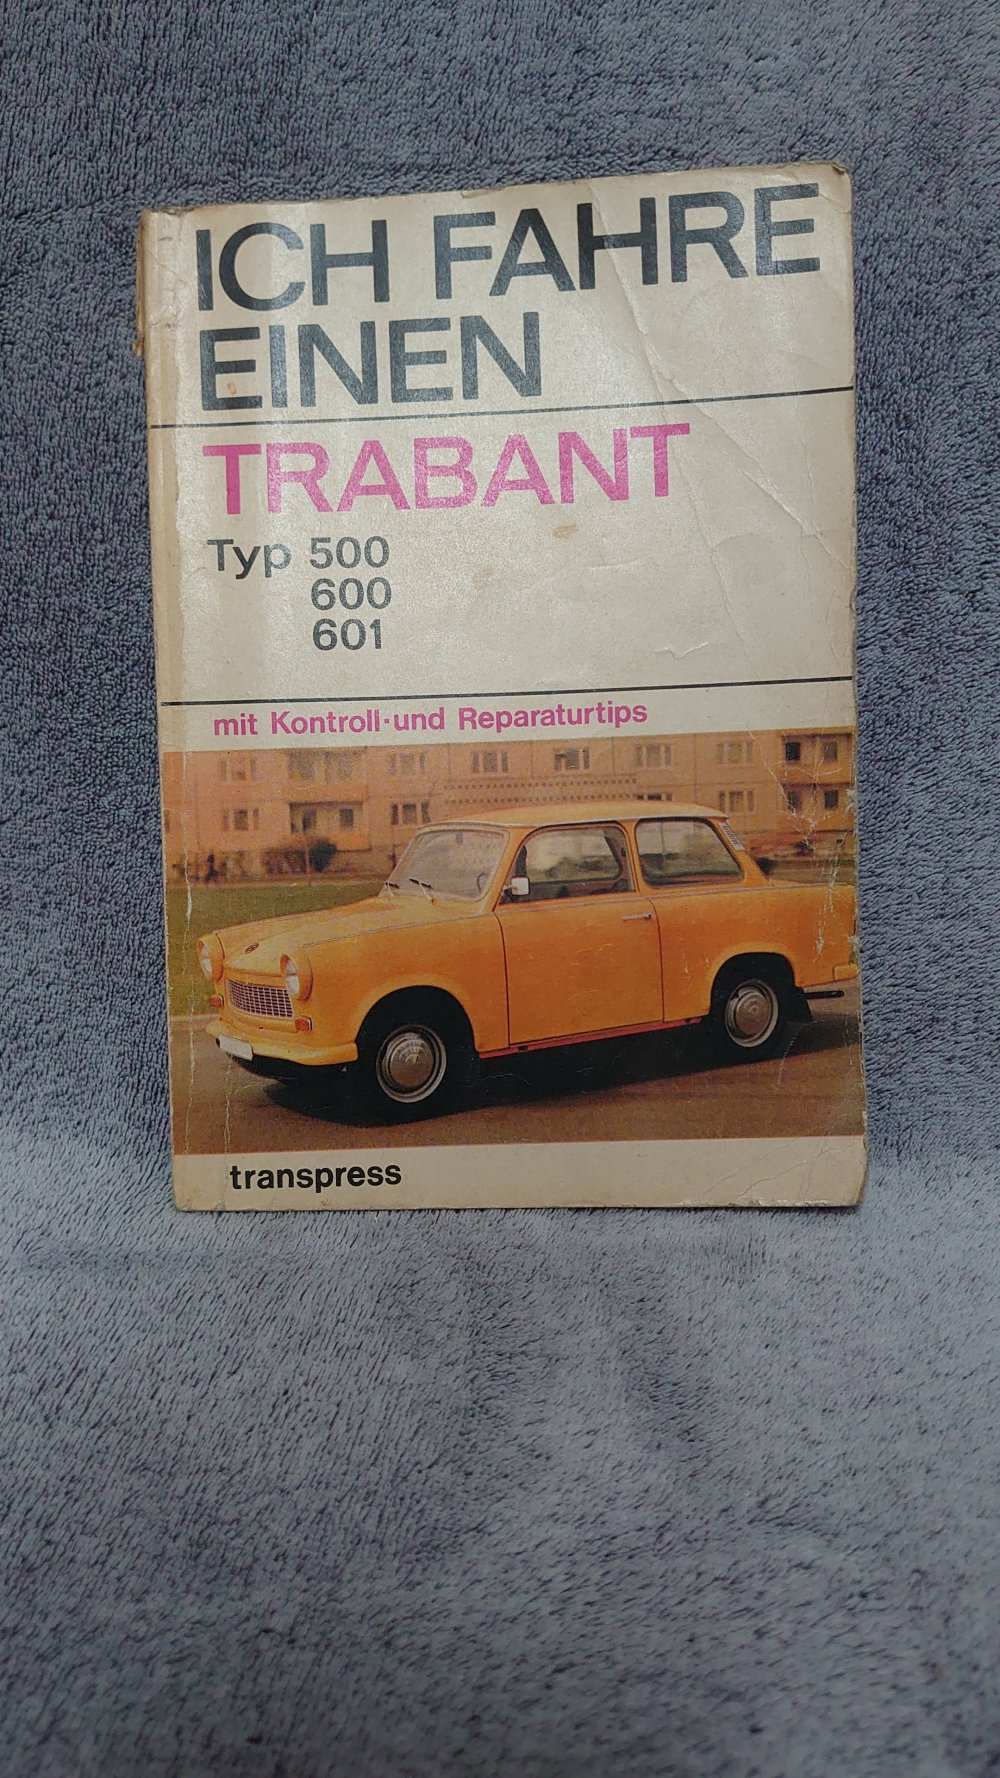 ICH FAHRE
EINEN
TRABANT
Typ 500
600
601
mit Kontroll- und Reparaturtips
transpress